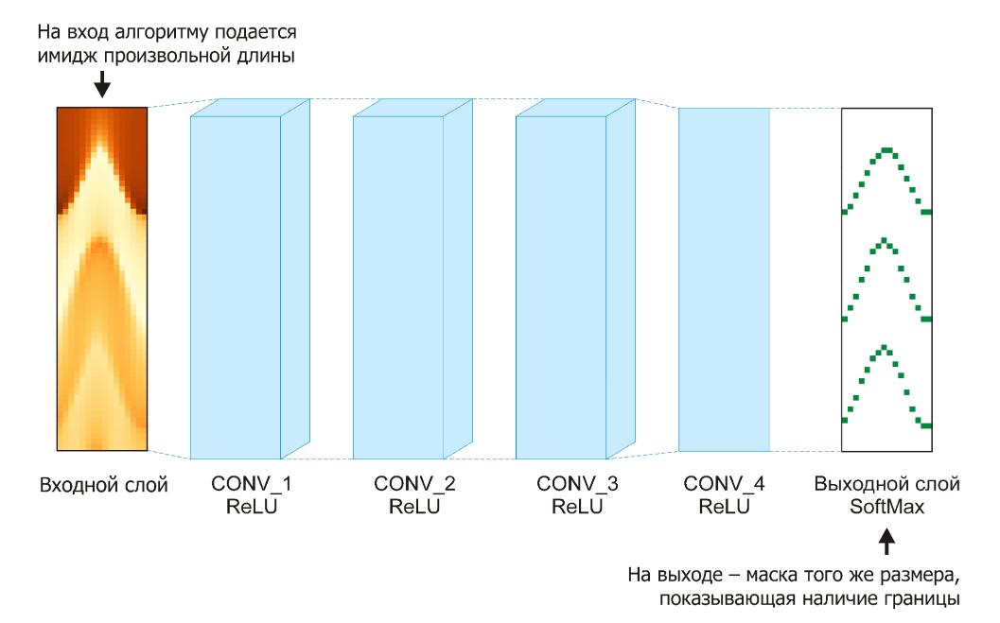 На вход алгоритму подается
имидж произвольной длины
Входной слой
CONV_1
ReLU
CONV_2
ReLU
CONV_3
ReLU
CONV_4
ReLU
Выходной слой
SoftMax
На выходе – маска того же размера,
показывающая наличие границы